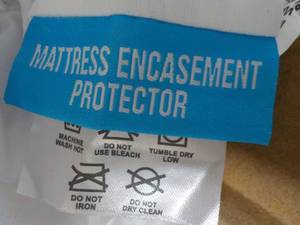 MATTRESS ENCASEMENT
PROTECTOR
MACHINE
WASH HOT
DO NOT
USE BLEACH
TUMBLE DRY
LOW
DO NOT
IRON
DO NOT
DRY CLEAN